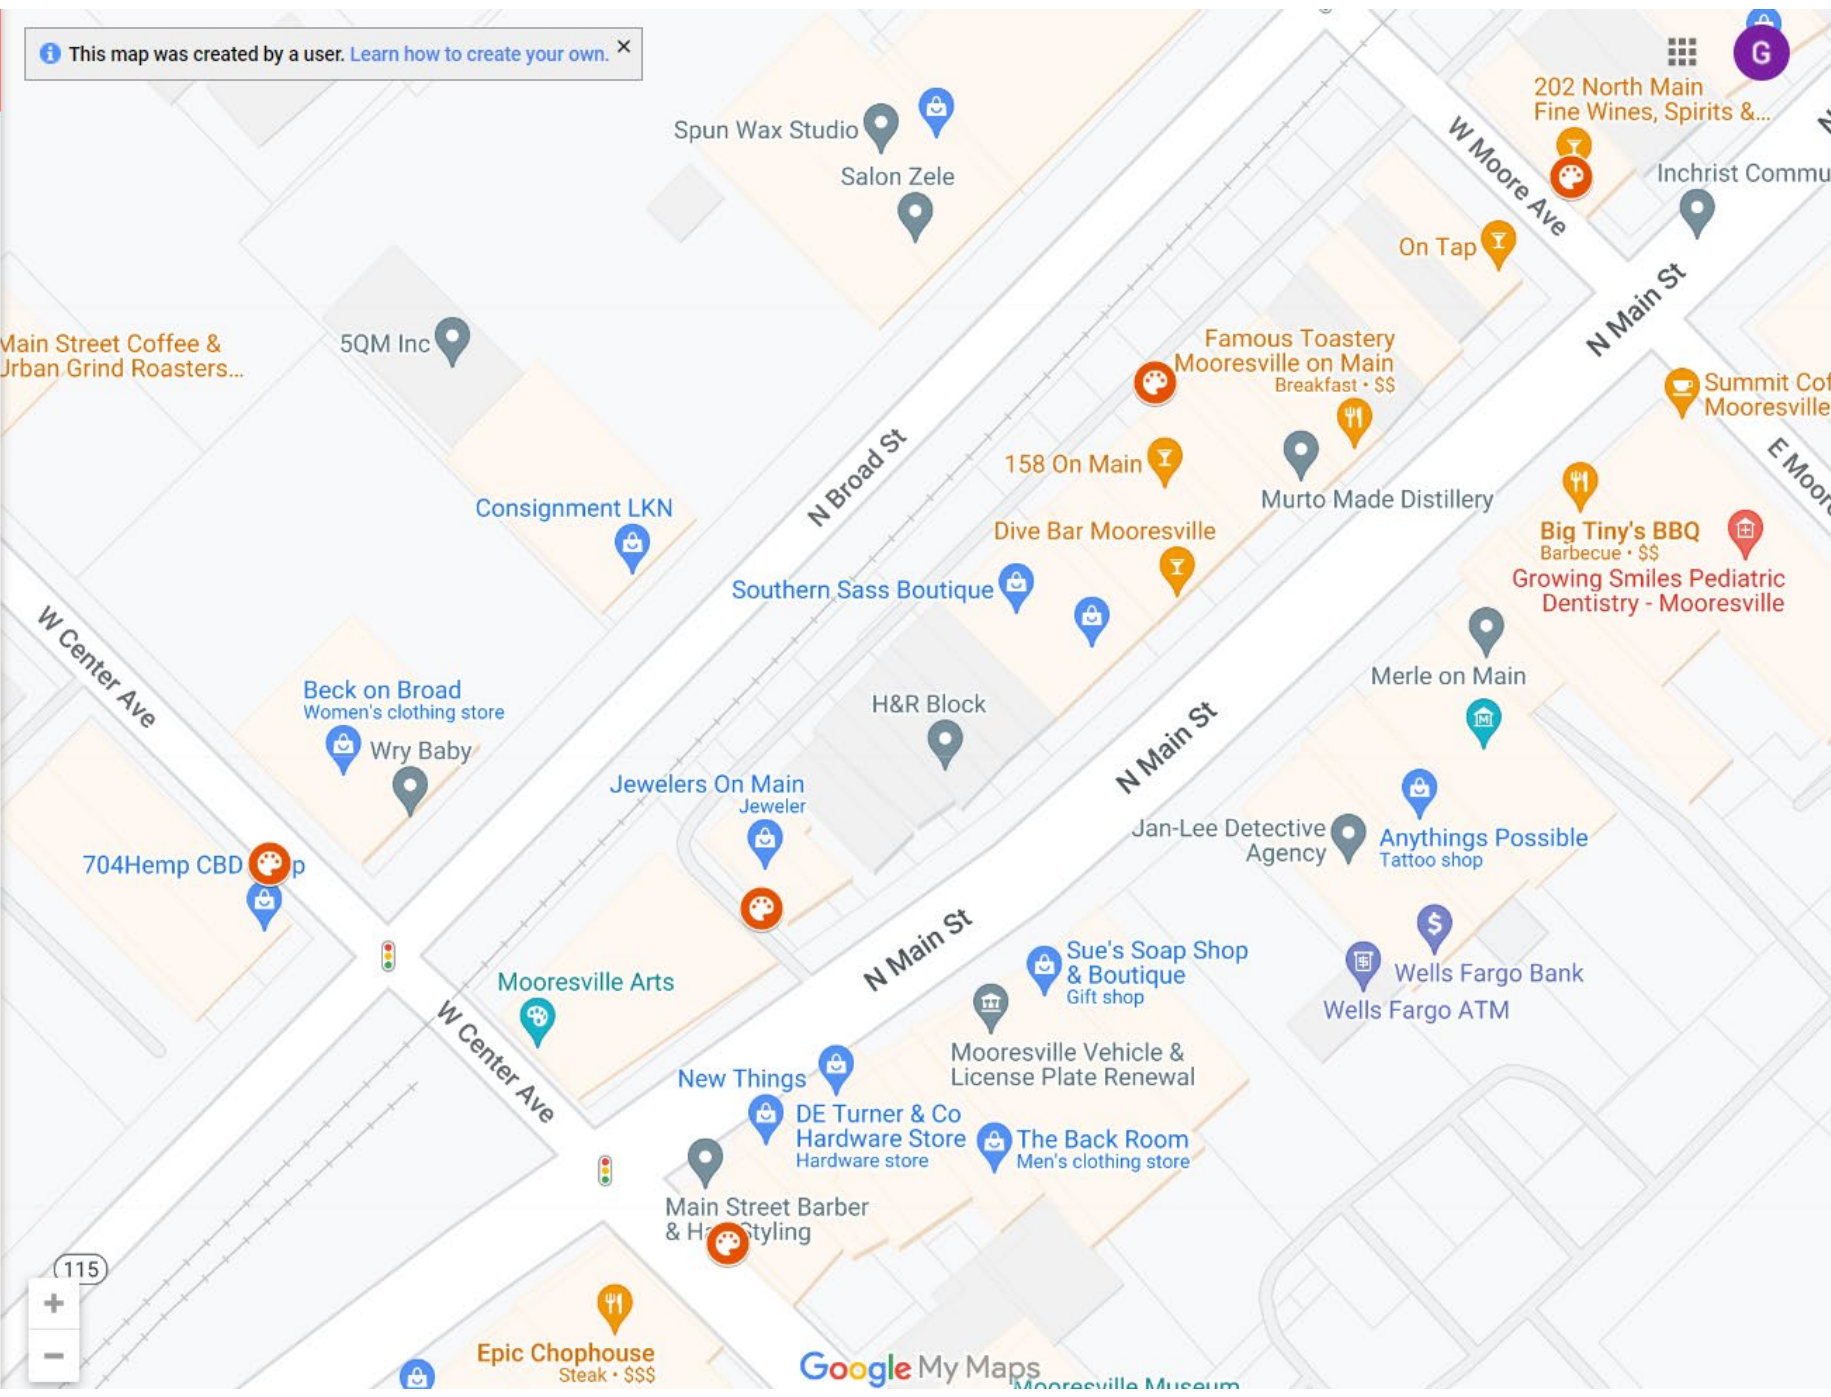 This map was created by a user. Learn how to create your own. ×
G
202 North Main
Fine Wines, Spirits &...
Spun Wax Studio
W Moore Ave
Inchrist Commu
Salon Zele
On Tap
N Main St
Main Street Coffee &
Urban Grind Roasters...
5QM Inc
Famous Toastery
Mooresville on Main
Breakfast • $$
Summit Cof
Mooresville
N Broad St
158 On Main
E Moore
Consignment LKN
Murto Made Distillery
Dive Bar Mooresville
Big Tiny's BBQ
Barbecue • $$
Southern Sass Boutique
Growing Smiles Pediatric
Dentistry - Mooresville
W Center Ave
Merle on Main
Beck on Broad
Women's clothing store
H&R Block
M
Wry Baby
N Main St
Jewelers On Main
Jeweler
Jan-Lee Detective
Agency
Anythings Possible
Tattoo shop
704Hemp CBD
p
N Main St
$
Sue's Soap Shop
& Boutique
Gift shop
Wells Fargo Bank
Mooresville Arts
Wells Fargo ATM
W Center Ave
Mooresville Vehicle &
License Plate Renewal
New Things
DE Turner & Co
Hardware Store
Hardware store
The Back Room
Men's clothing store
Main Street Barber
& Ha Styling
115
+
Epic Chophouse
Steak • $$$
−
Google My Maps
Mooresville Museum